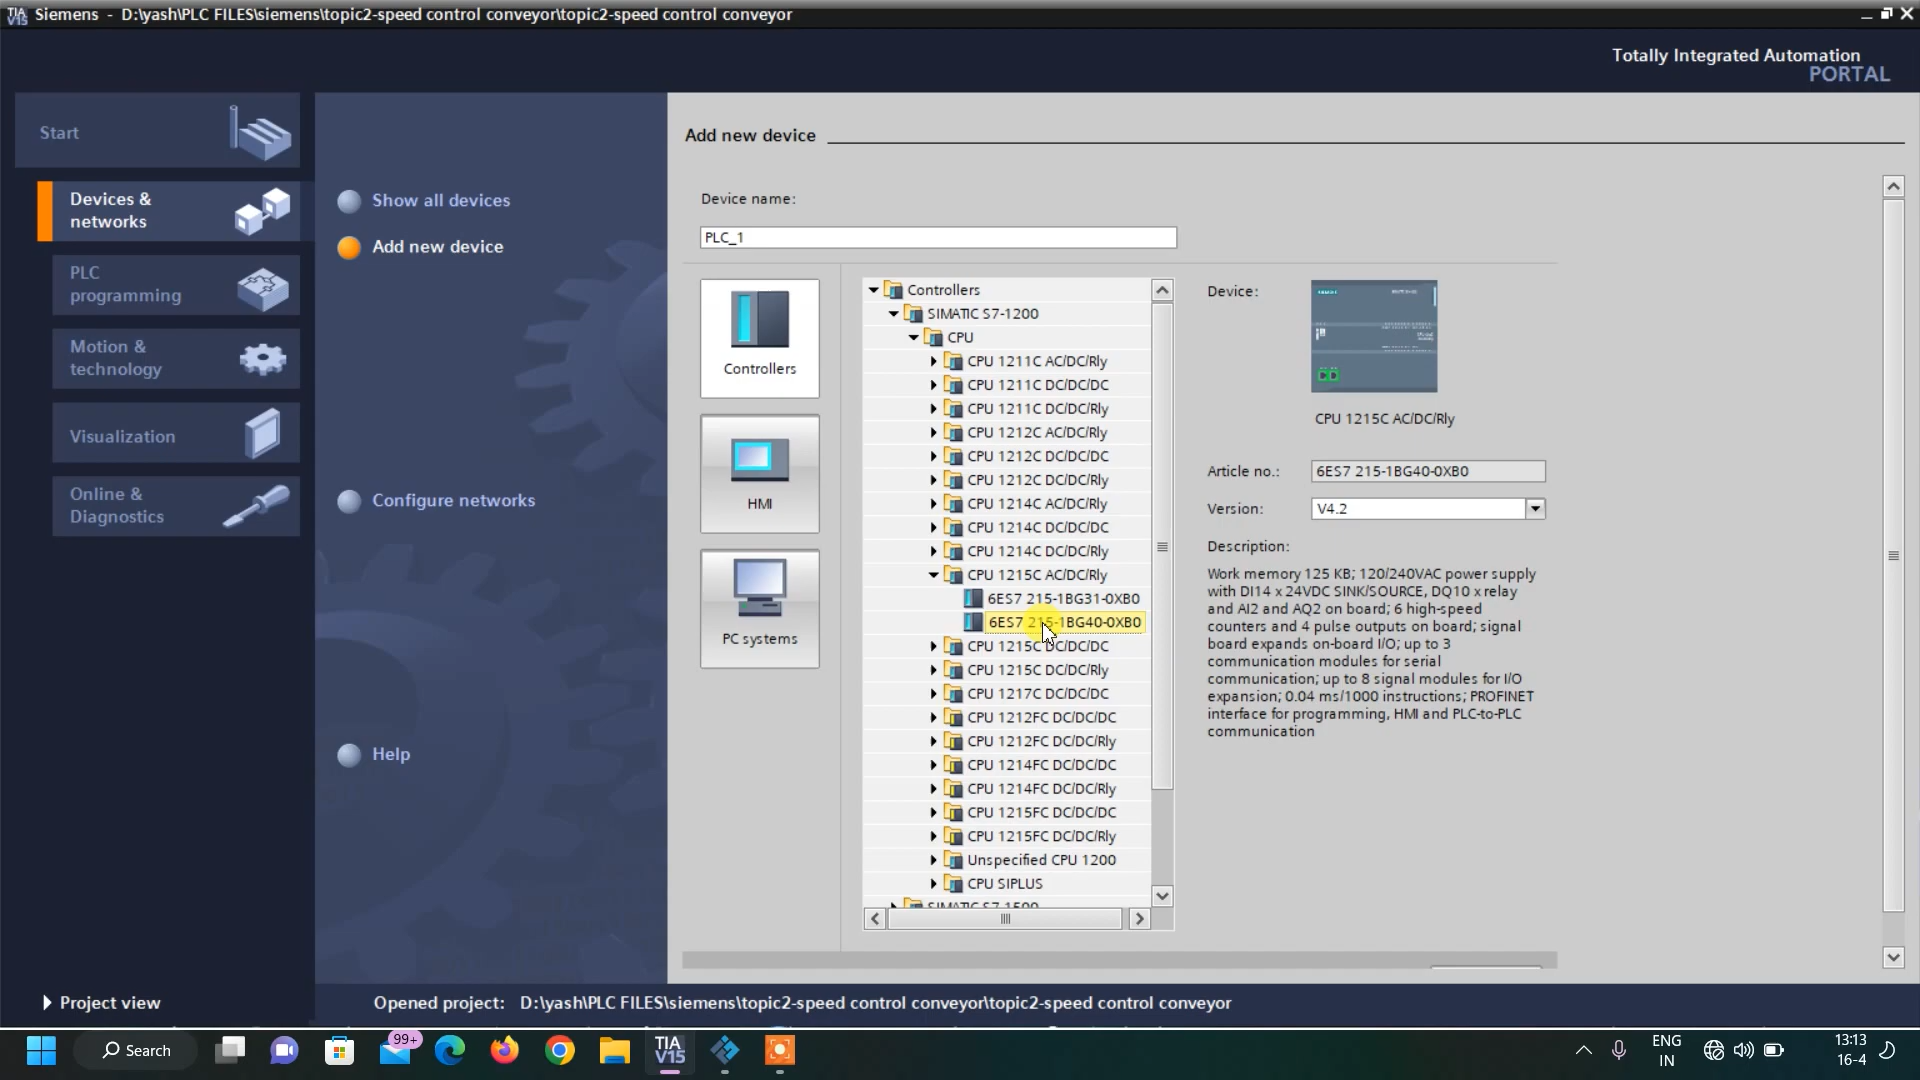 Siemens - D:\yash\PLC FILES\siemens\topic2-speed control conveyor\topic2-speed control conveyor
Totally Integrated Automation
PORTAL
Start
Devices &
networks
PLC
programming
Motion &
technology
Visualization
Online &
Diagnostics
Show all devices
Add new device
Configure networks
Help
Add new device
Device name:
PLC_1
Controllers
HMI
PC systems
Controllers
SIMATIC S7-1200
CPU
CPU 1211C AC/DC/Rly
CPU 1211C DC/DC/DC
CPU 1211C DC/DC/Rly
CPU 1212C AC/DC/Rly
CPU 1212C DC/DC/DC
CPU 1212C DC/DC/Rly
CPU 1214C AC/DC/Rly
CPU 1214C DC/DC/DC
CPU 1214C DC/DC/Rly
CPU 1215C AC/DC/Rly
6ES7 215-1BG31-0XB0
6ES7 215-1BG40-0XB0
CPU 1215C DC/DC/DC
CPU 1215C DC/DC/Rly
CPU 1217C DC/DC/DC
CPU 1212FC DC/DC/DC
CPU 1212FC DC/DC/Rly
CPU 1214FC DC/DC/DC
CPU 1214FC DC/DC/Rly
CPU 1215FC DC/DC/DC
CPU 1215FC DC/DC/Rly
Unspecified CPU 1200
CPU SIPLUS
SIMATIC S7-1500
Device:
CPU 1215C AC/DC/Rly
Article no.:
6ES7 215-1BG40-0XB0
Version:
V4.2
Description:
Work memory 125 KB; 120/240VAC power supply
with DI14 x 24VDC SINK/SOURCE, DQ10 x relay
and AI2 and AQ2 on board; 6 high-speed
counters and 4 pulse outputs on board; signal
board expands on-board I/O; up to 3
communication modules for serial
communication; up to 8 signal modules for I/O
expansion; 0.04 ms/1000 instructions; PROFINET
interface for programming, HMI and PLC-to-PLC
communication
Project view
Opened project: D:\yash\PLC FILES\siemens\topic2-speed control conveyor\topic2-speed control conveyor
Search
99+
TIA
V15
ENG
IN
13:13
16-4